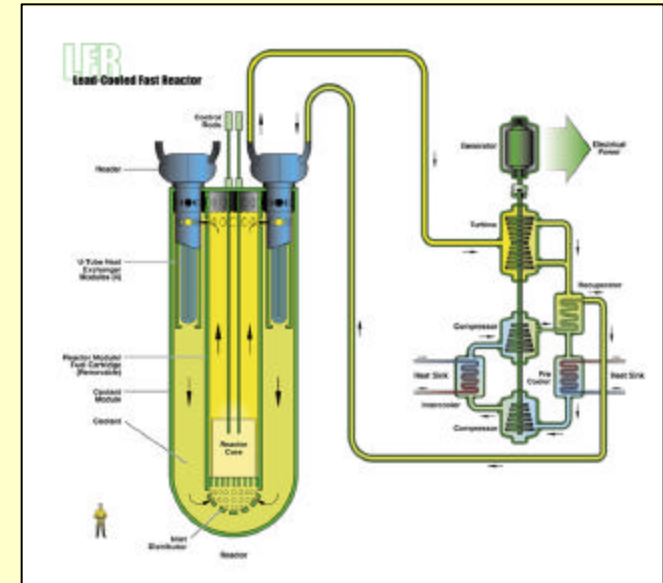 LFR
Lead-Cooled Fast Reactor
Control
Rods
Header
U-Tube Heat
Exchanger
Modules (4)
Reactor Module/
Fuel Cartridge
(Removable)
Coolant
Module
Coolant
Reactor
Core
Inlet
Distributor
Reactor
Generator
Electrical
Power
Turbine
Recuperator
Compressor
Heat Sink
Pre
Cooler
Heat Sink
Intercooler
Compressor